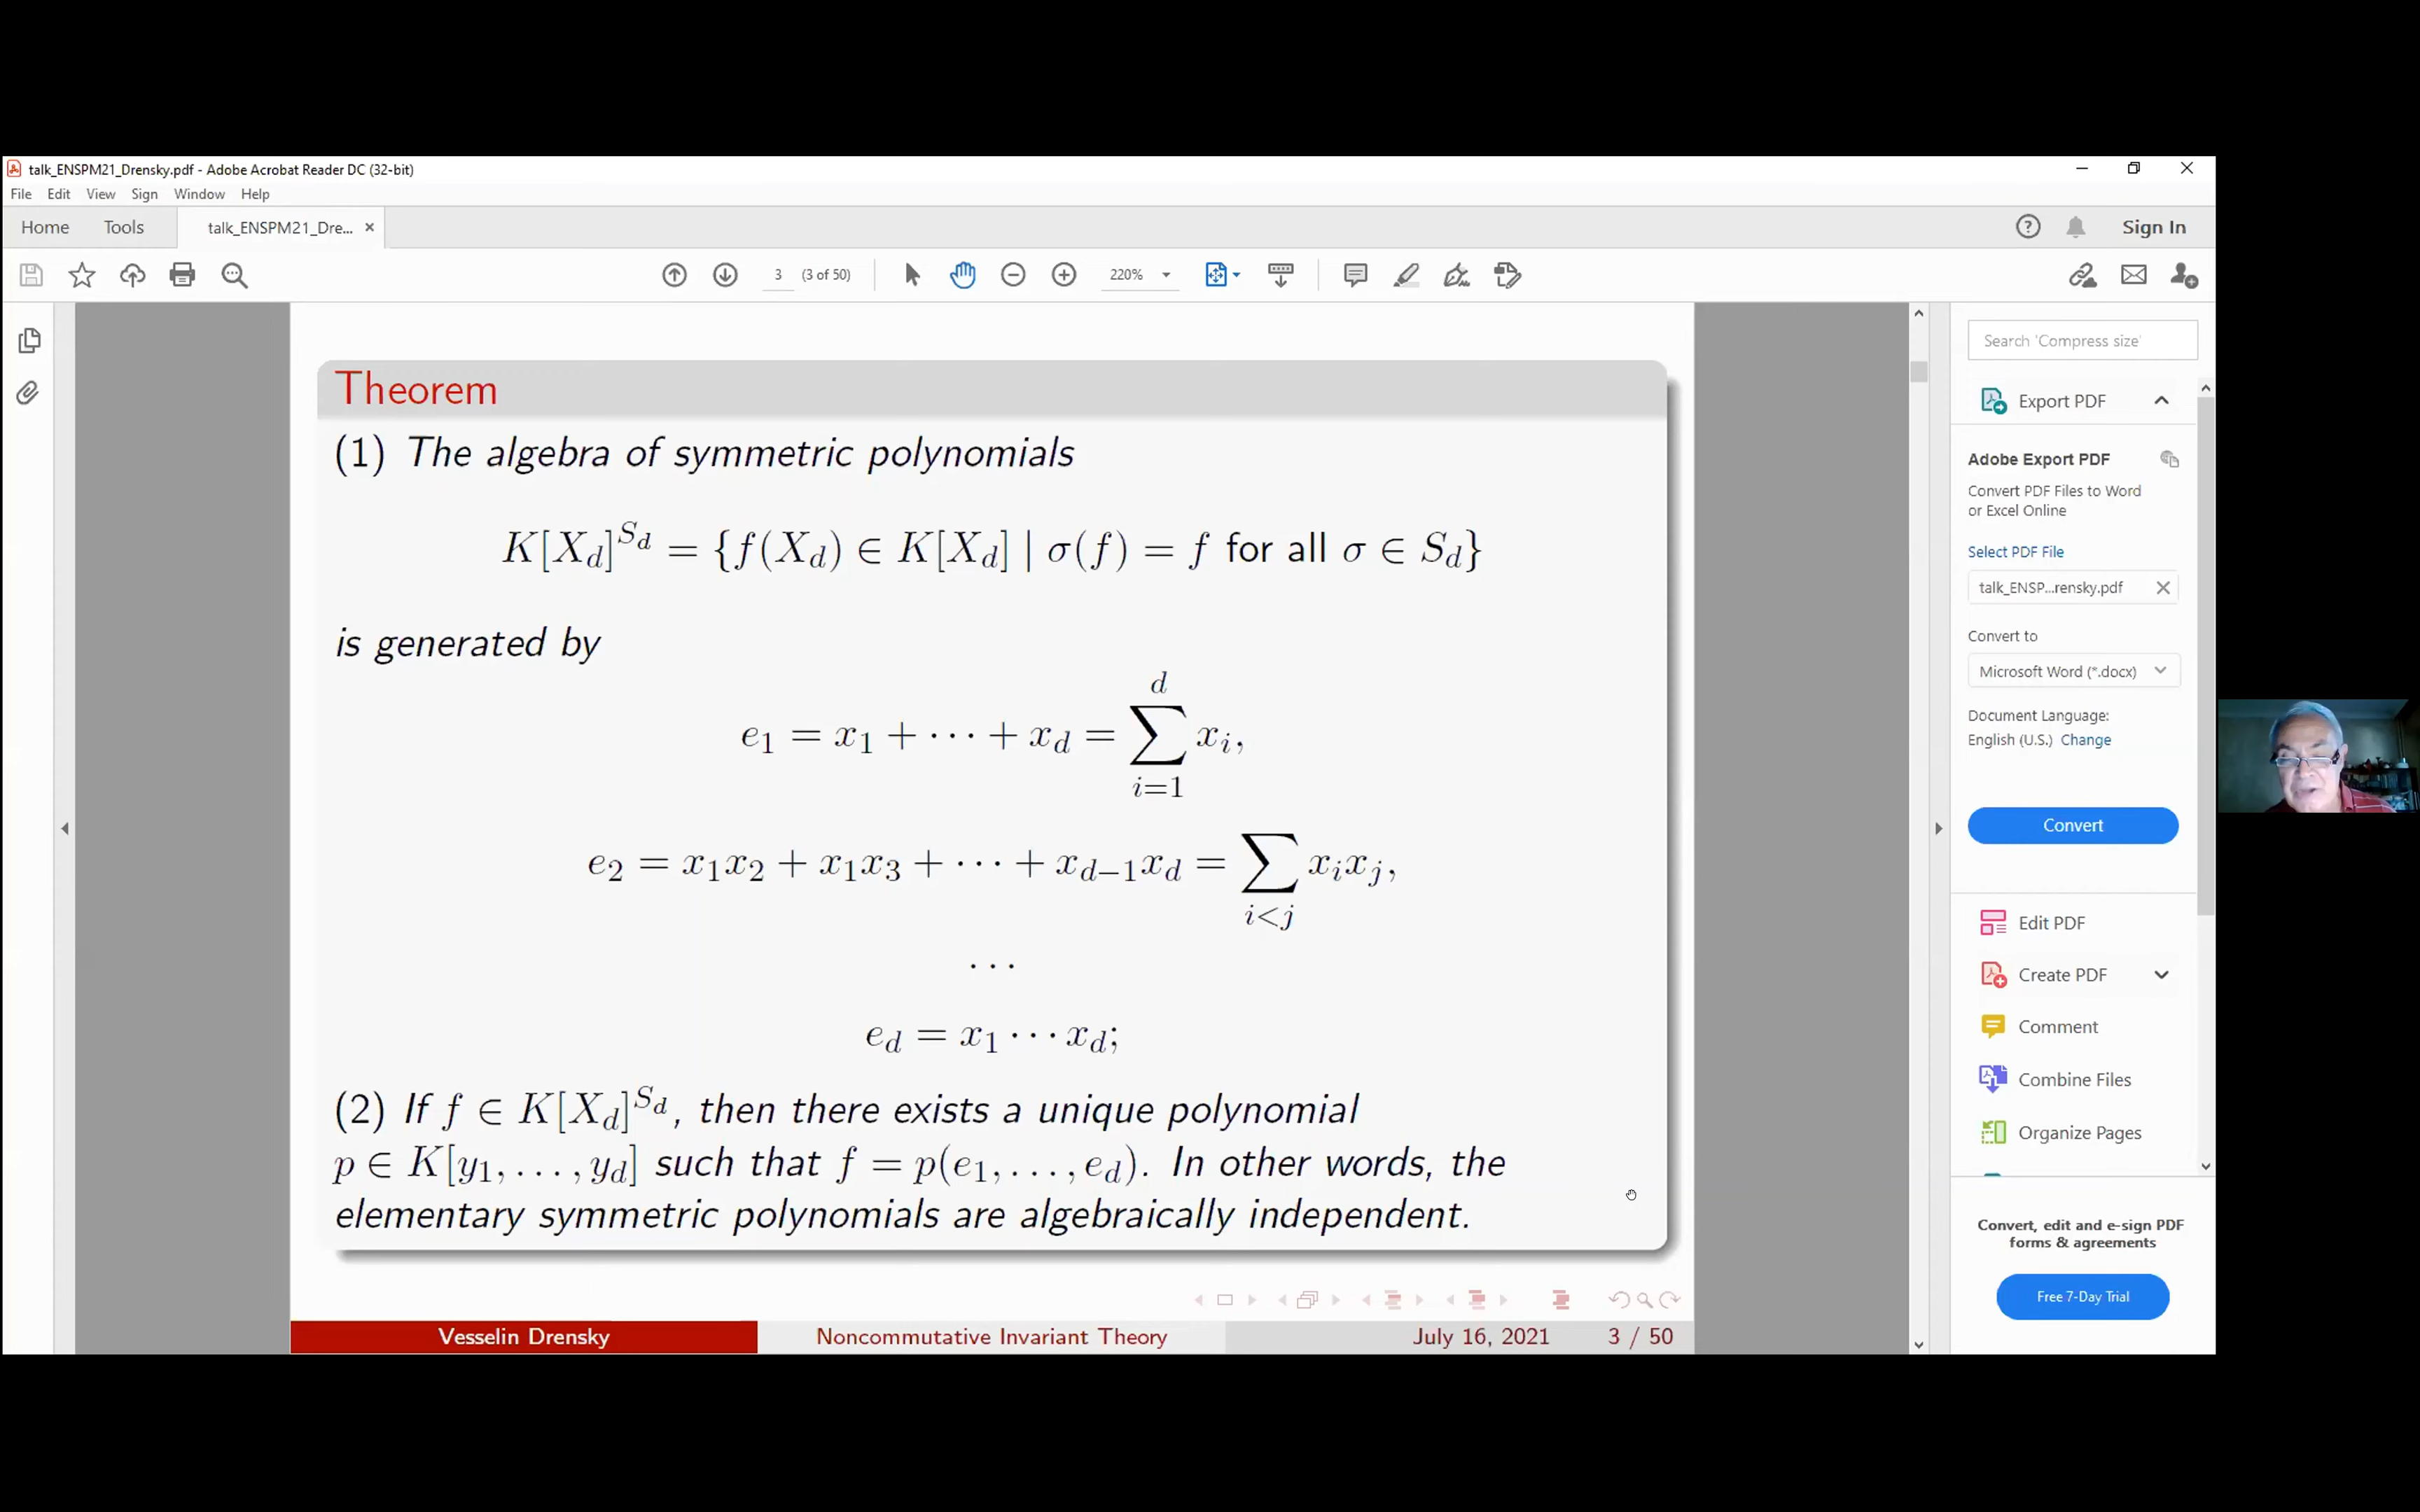 talk_ENSPM21_Drensky.pdf - Adobe Acrobat Reader DC (32-bit)
File Edit View Sign Window Help
Home Tools talk_ENSPM21_Dre... × Sign In
3 (3 of 50) 220%
Theorem
(1) The algebra of symmetric polynomials
K[X_d]^{S_d} = {f(X_d) ∈ K[X_d] | σ(f) = f for all σ ∈ S_d}
is generated by
e_1 = x_1 + ··· + x_d = \sum_{i=1}^{d} x_i,
e_2 = x_1x_2 + x_1x_3 + ··· + x_{d−1}x_d = \sum_{i<j} x_ix_j,
···
e_d = x_1 ··· x_d;
(2) If f ∈ K[X_d]^{S_d}, then there exists a unique polynomial
p ∈ K[y_1, ..., y_d] such that f = p(e_1, ..., e_d). In other words, the
elementary symmetric polynomials are algebraically independent.
Vesselin Drensky Noncommutative Invariant Theory July 16, 2021 3 / 50
Search 'Compress size'
Export PDF
Adobe Export PDF
Convert PDF Files to Word
or Excel Online
Select PDF File
talk_ENSP...rensky.pdf
Convert to
Microsoft Word (*.docx)
Document Language:
English (U.S.) Change
Convert
Edit PDF
Create PDF
Comment
Combine Files
Organize Pages
Convert, edit and e-sign PDF
forms & agreements
Free 7-Day Trial